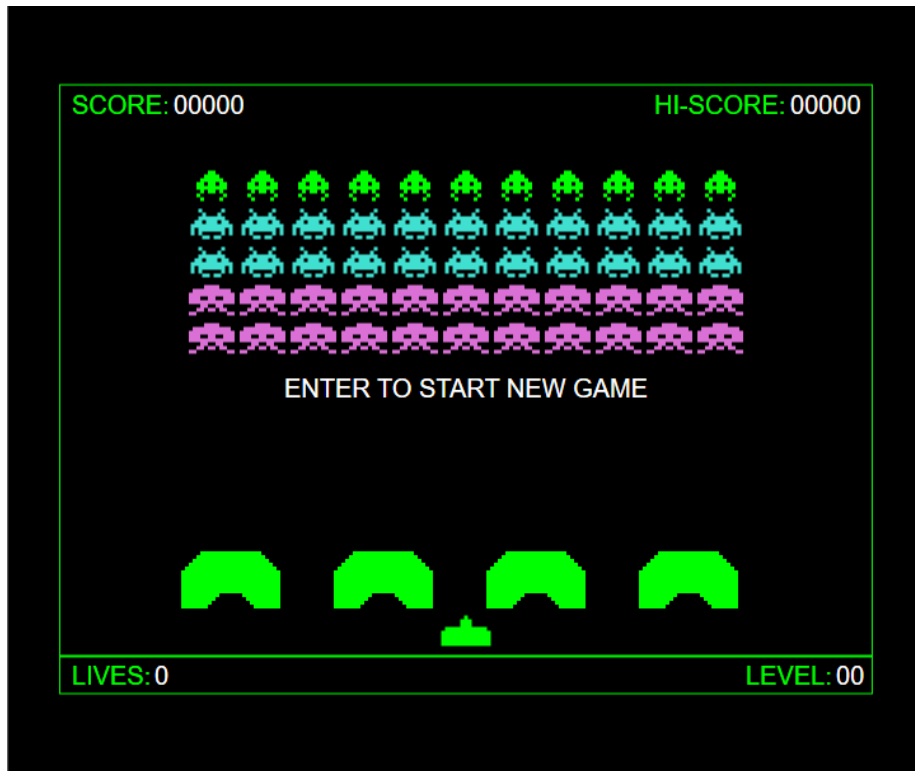 SCORE: 00000 HI-SCORE: 00000
ENTER TO START NEW GAME
LIVES: 0 LEVEL: 00